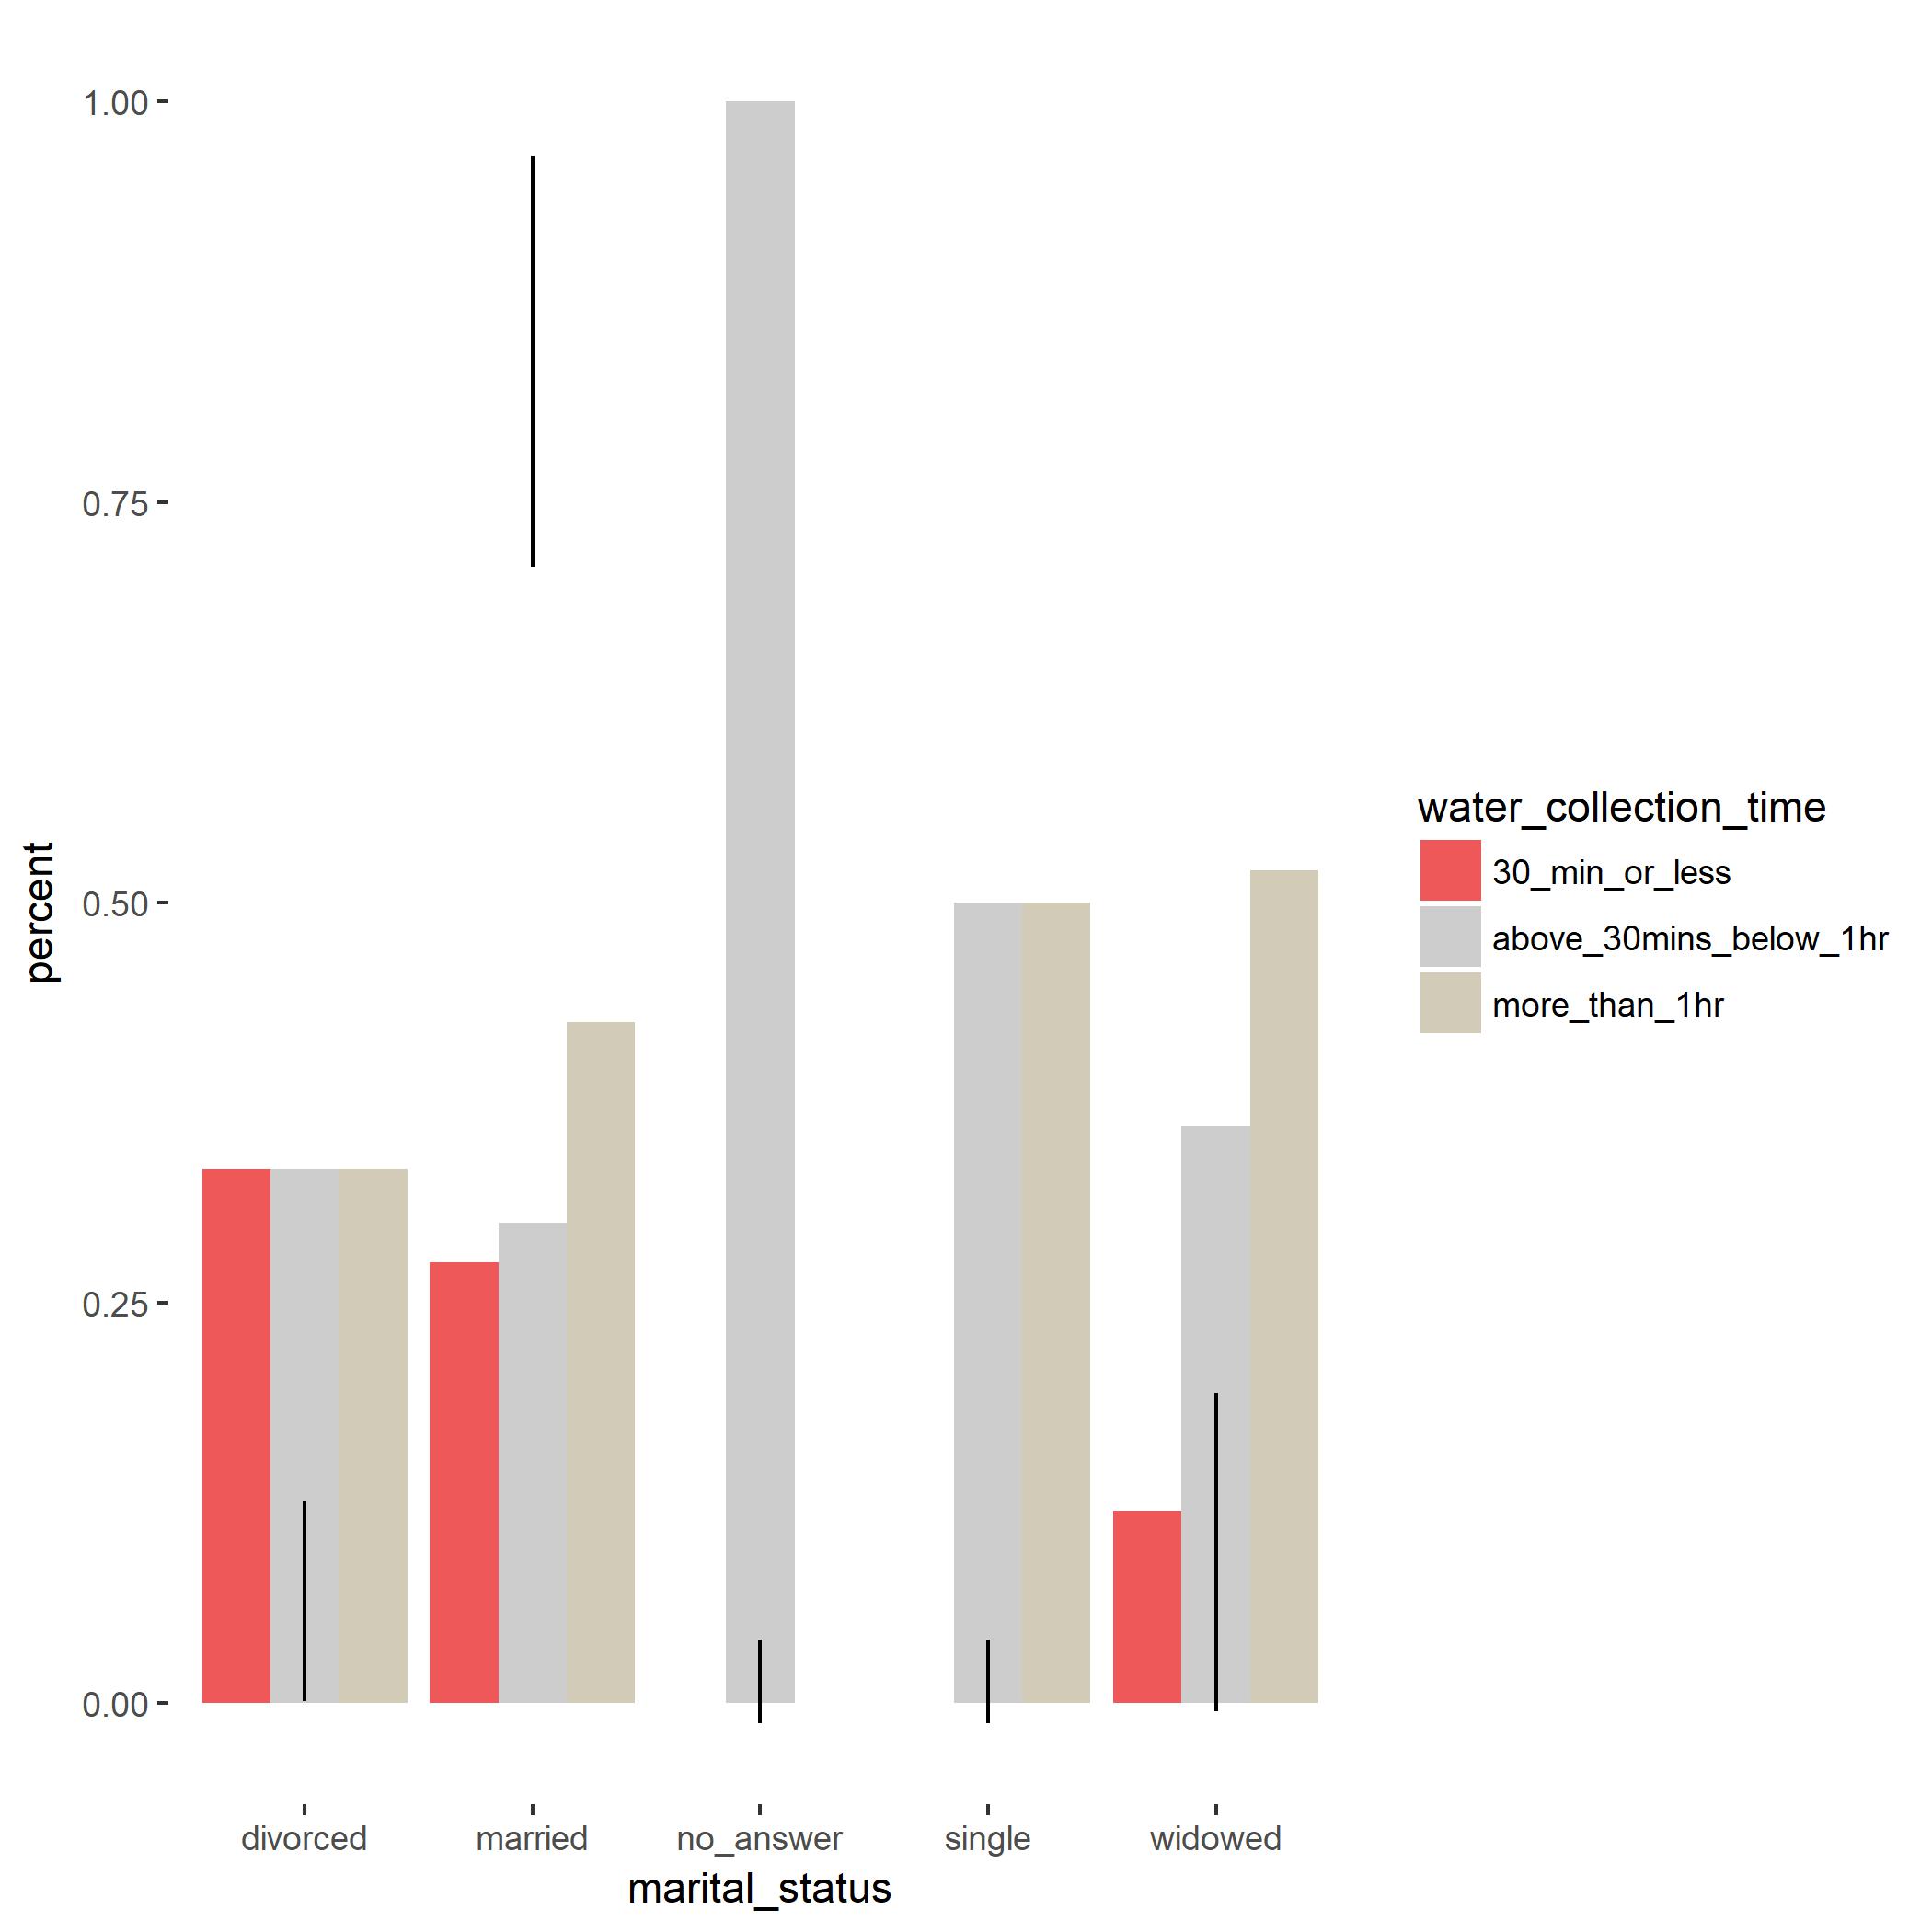 1.00
0.75
0.50
0.25
0.00
percent
divorced
married
no_answer
single
widowed
marital_status
water_collection_time
30_min_or_less
above_30mins_below_1hr
more_than_1hr